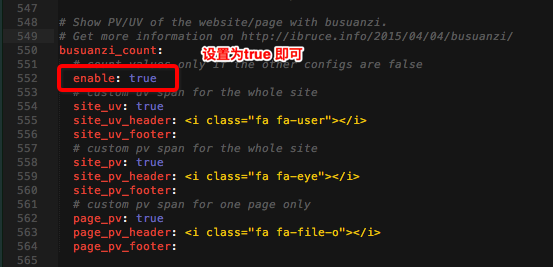 547
548 # Show PV/UV of the website/page with busuanzi.
549 # Get more information on http://ibruce.info/2015/04/04/busuanzi/
550 busuanzi_count: 设置为true 即可
551 # count values only if the other configs are false
552 enable: true
553 # custom uv span for the whole site
554 site_uv: true
555 site_uv_header: <i class="fa fa-user"></i>
556 site_uv_footer:
557 # custom pv span for the whole site
558 site_pv: true
559 site_pv_header: <i class="fa fa-eye"></i>
560 site_pv_footer:
561 # custom pv span for one page only
562 page_pv: true
563 page_pv_header: <i class="fa fa-file-o"></i>
564 page_pv_footer:
565